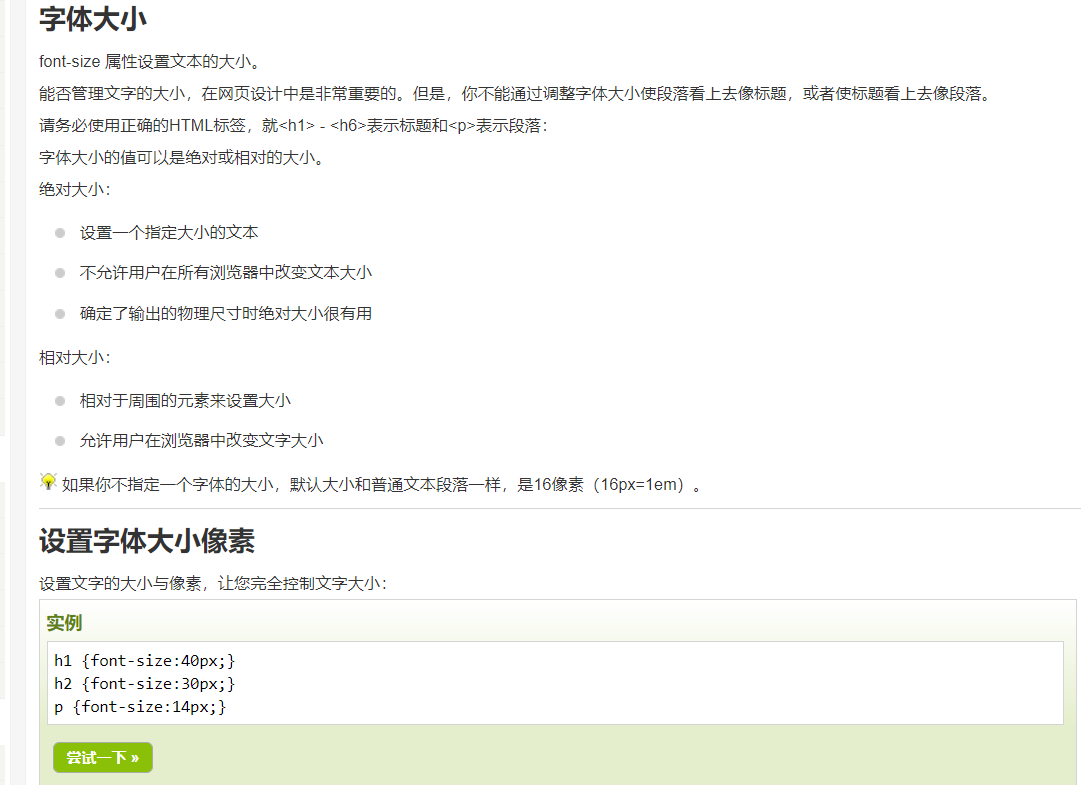 字体大小
font-size 属性设置文本的大小。
能否管理文字的大小，在网页设计中是非常重要的。但是，你不能通过调整字体大小使段落看上去像标题，或者使标题看上去像段落。
请务必使用正确的HTML标签，就<h1> - <h6>表示标题和<p>表示段落：
字体大小的值可以是绝对或相对的大小。
绝对大小：
设置一个指定大小的文本
不允许用户在所有浏览器中改变文本大小
确定了输出的物理尺寸时绝对大小很有用
相对大小：
相对于周围的元素来设置大小
允许用户在浏览器中改变文字大小
如果你不指定一个字体的大小，默认大小和普通文本段落一样，是16像素（16px=1em）。
设置字体大小像素
设置文字的大小与像素，让您完全控制文字大小：
实例
h1 {font-size:40px;}
h2 {font-size:30px;}
p {font-size:14px;}
尝试一下 »